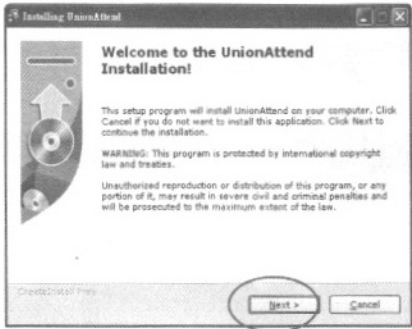 Installing UnionAttend
Welcome to the UnionAttend
Installation!
This setup program will install UnionAttend on your computer. Click
Cancel if you do not want to install this application. Click Next to
continue the installation.
WARNING: This program is protected by international copyright
law and treaties.
Unauthorized reproduction or distribution of this program, or any
portion of it, may result in severe civil and criminal penalties and
will be prosecuted to the maximum extent of the law.
CreateInstall Free
Next >
Cancel